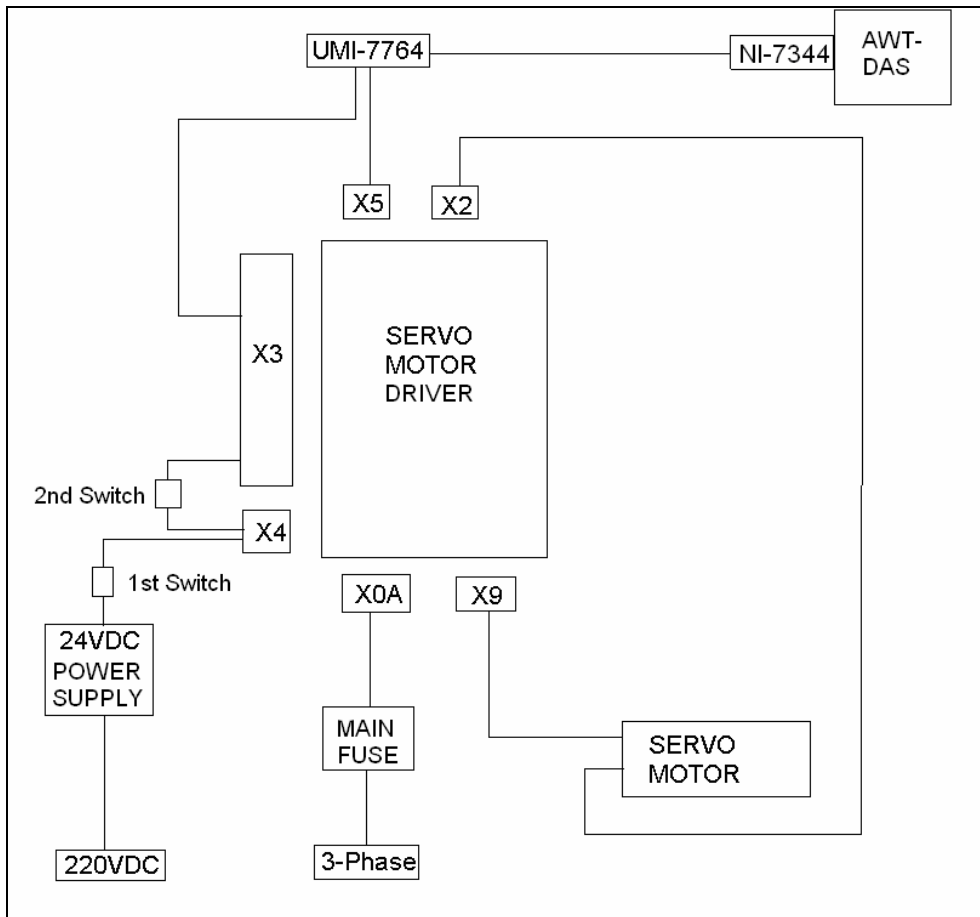 UMI-7764
NI-7344
AWT-
DAS
X5
X2
X3
SERVO
MOTOR
DRIVER
2nd Switch
X4
1st Switch
X0A
X9
24VDC
POWER
SUPPLY
MAIN
FUSE
SERVO
MOTOR
220VDC
3-Phase